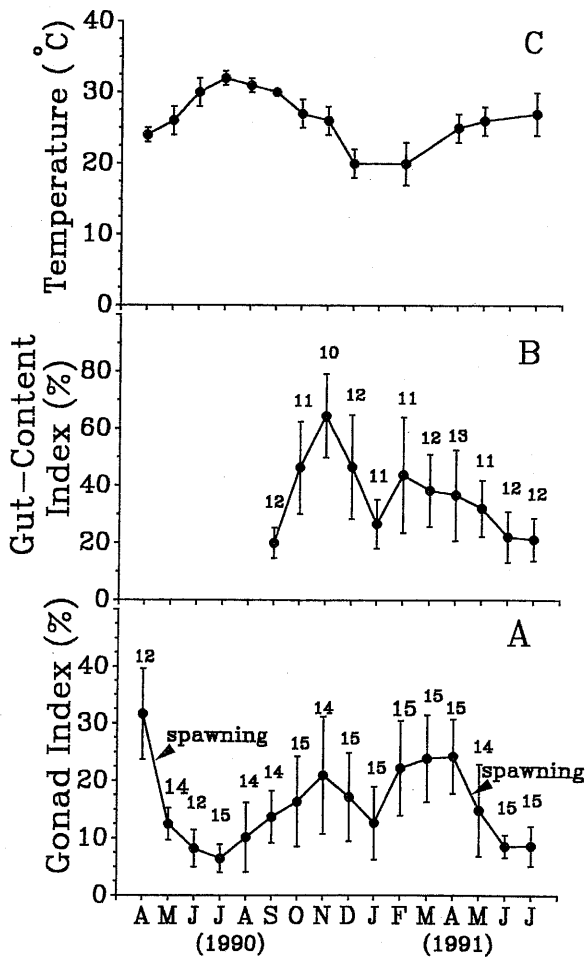 C
Temperature (°C)
40
30
20
10
0
B
Gut-Content
Index (%)
80
60
40
20
0
12 11 10 12 11 11 12 13 11 12 12
A
Gonad Index (%)
40
30
20
10
0
12 14 12 15 14 14 15 14 15 15 15 15 15 14 15 15
spawning
spawning
A M J J A S O N D J F M A M J J
(1990) (1991)